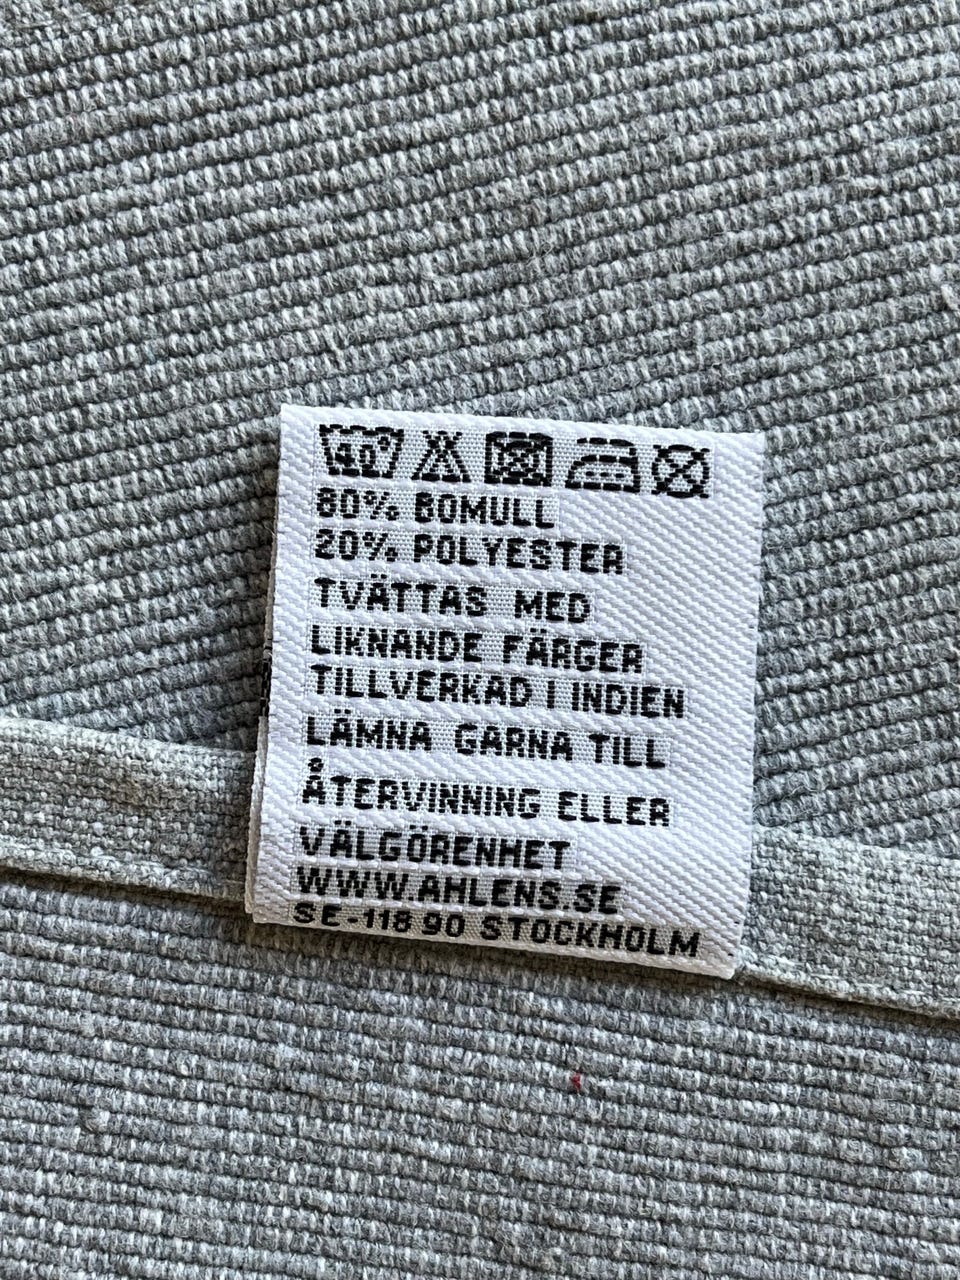 40°
80% BOMULL
20% POLYESTER
TVÄTTAS MED
LIKNANDE FÄRGER
TILLVERKAD I INDIEN
LÄMNA GARNA TILL
ÅTERVINNING ELLER
VÄLGÖRENHET
WWW.AHLENS.SE
SE-118 90 STOCKHOLM